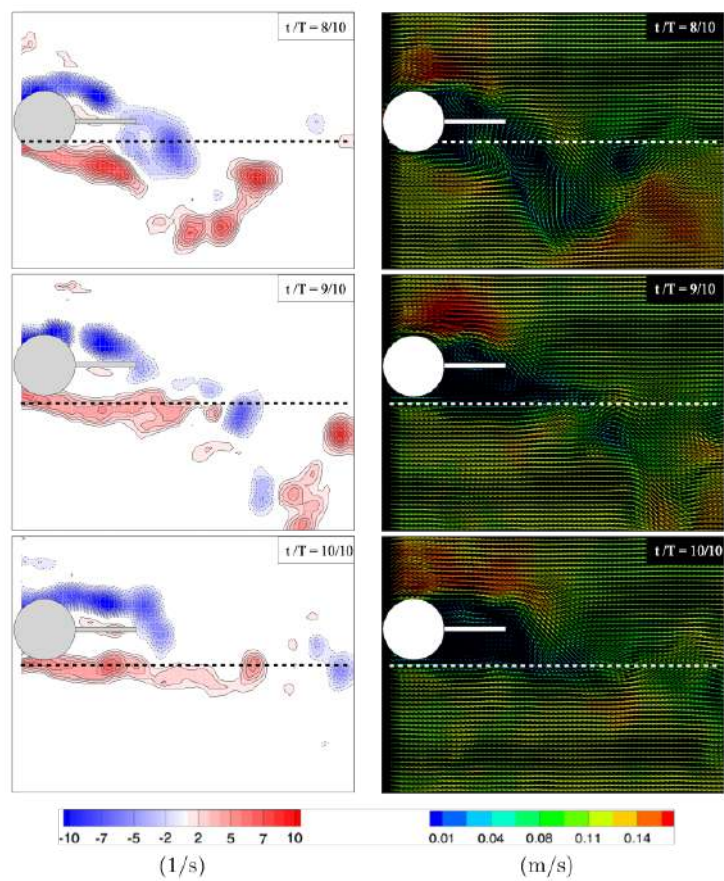 t/T = 8/10 t/T = 8/10
t/T = 9/10 t/T = 9/10
t/T = 10/10 t/T = 10/10
-10 -7 -5 -2 2 5 7 10 0.01 0.04 0.08 0.11 0.14
(1/s) (m/s)